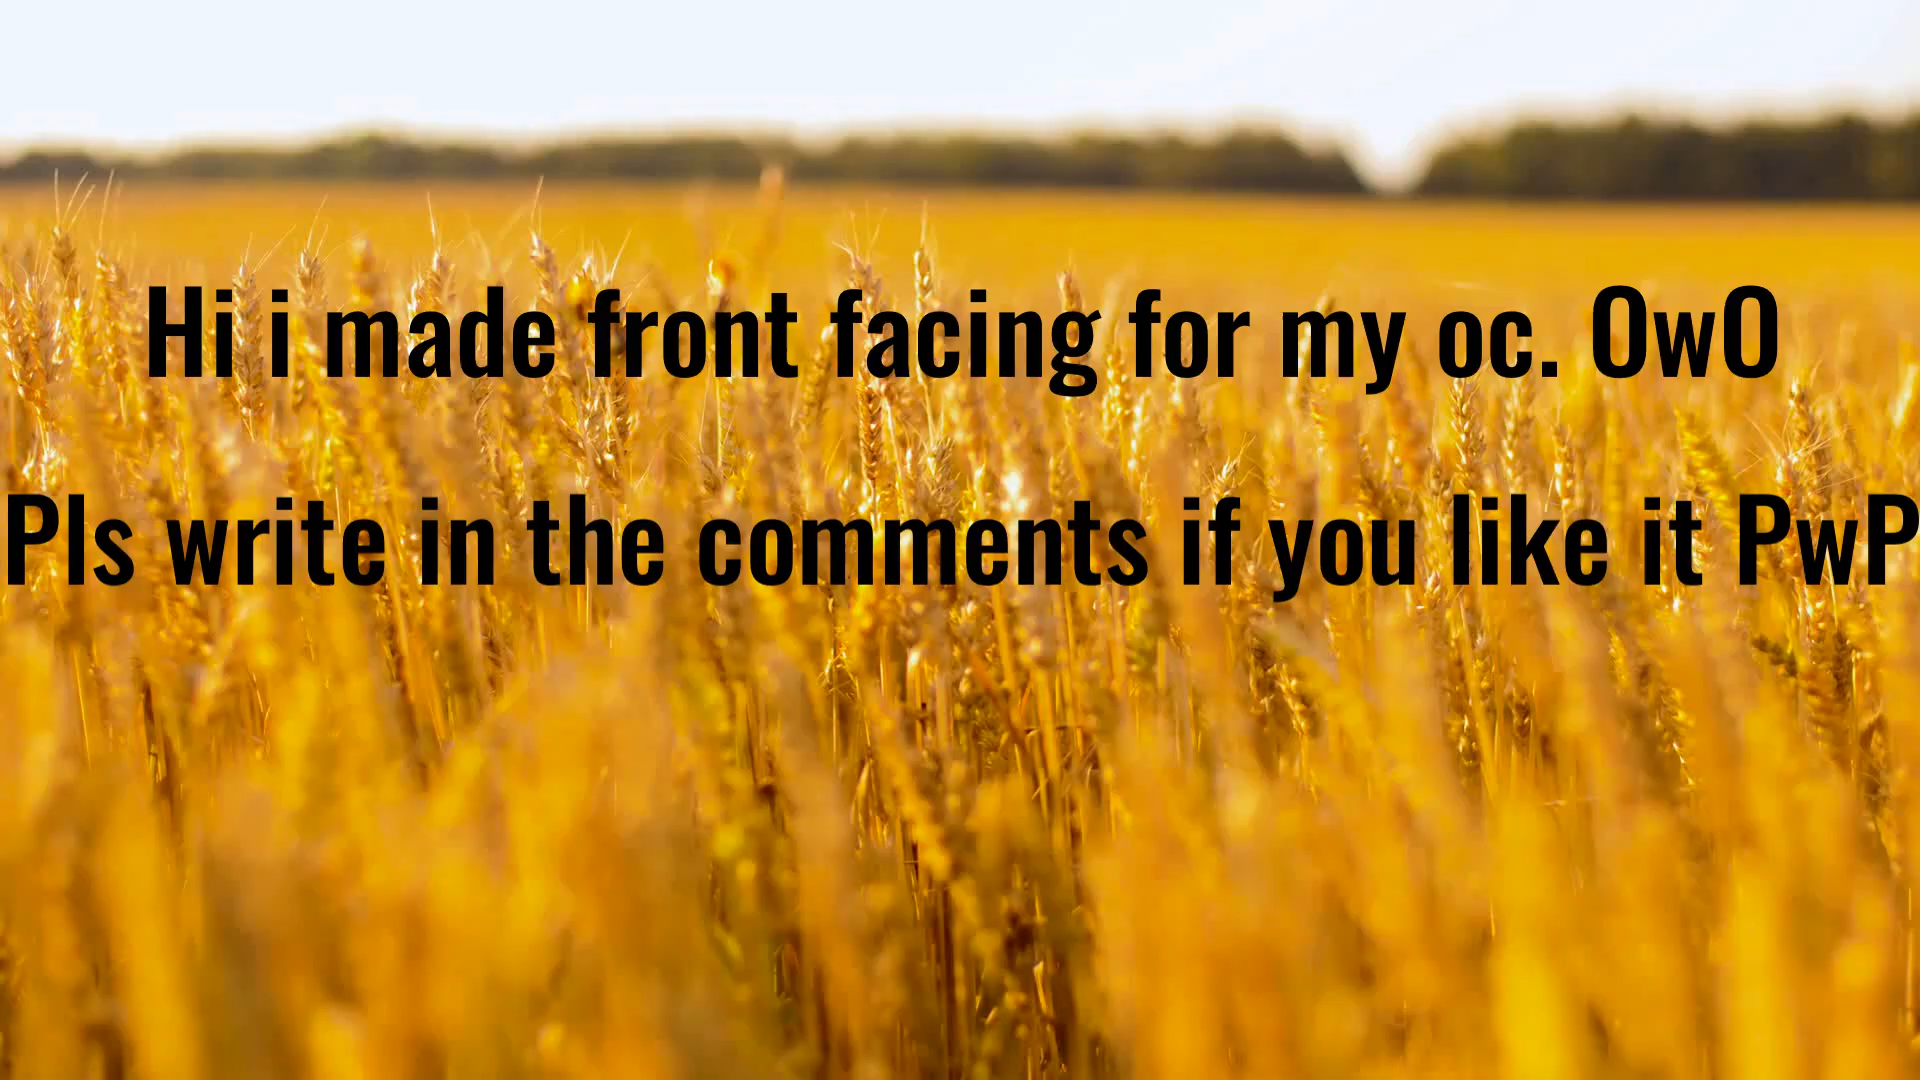 Hi i made front facing for my oc. OwO
Pls write in the comments if you like it PwP